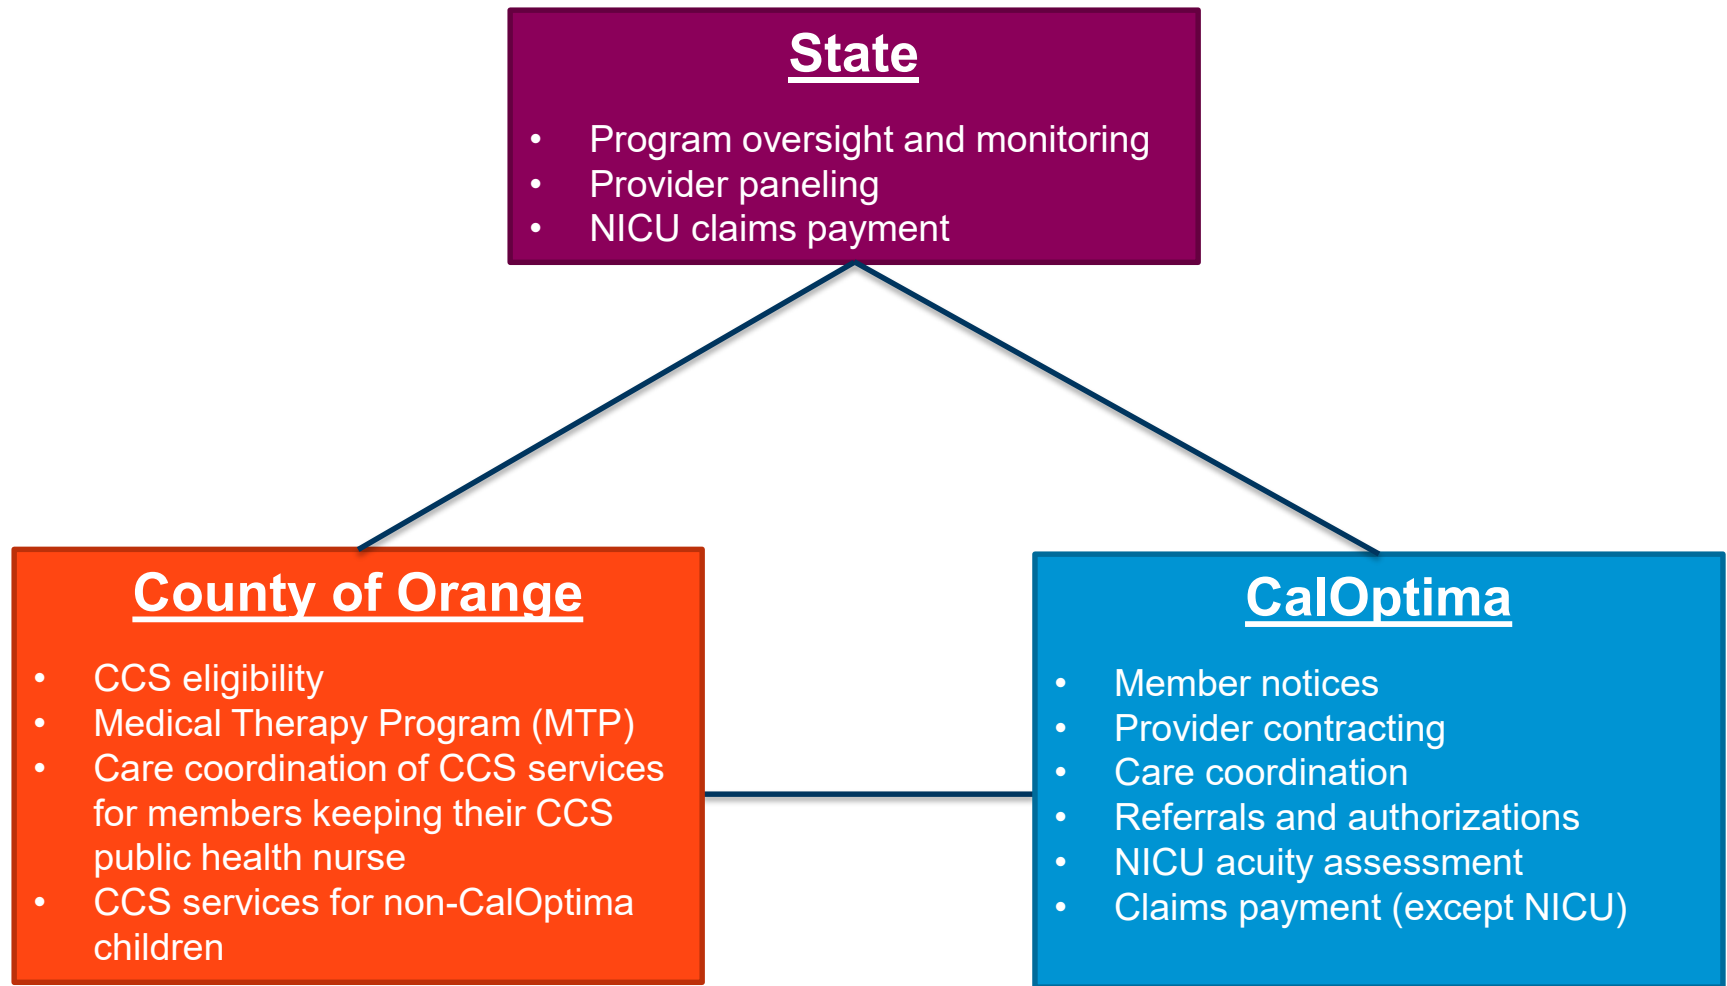 State
• Program oversight and monitoring
• Provider paneling
• NICU claims payment
County of Orange
• CCS eligibility
• Medical Therapy Program (MTP)
• Care coordination of CCS services
for members keeping their CCS
public health nurse
• CCS services for non-CalOptima
children
CalOptima
• Member notices
• Provider contracting
• Care coordination
• Referrals and authorizations
• NICU acuity assessment
• Claims payment (except NICU)